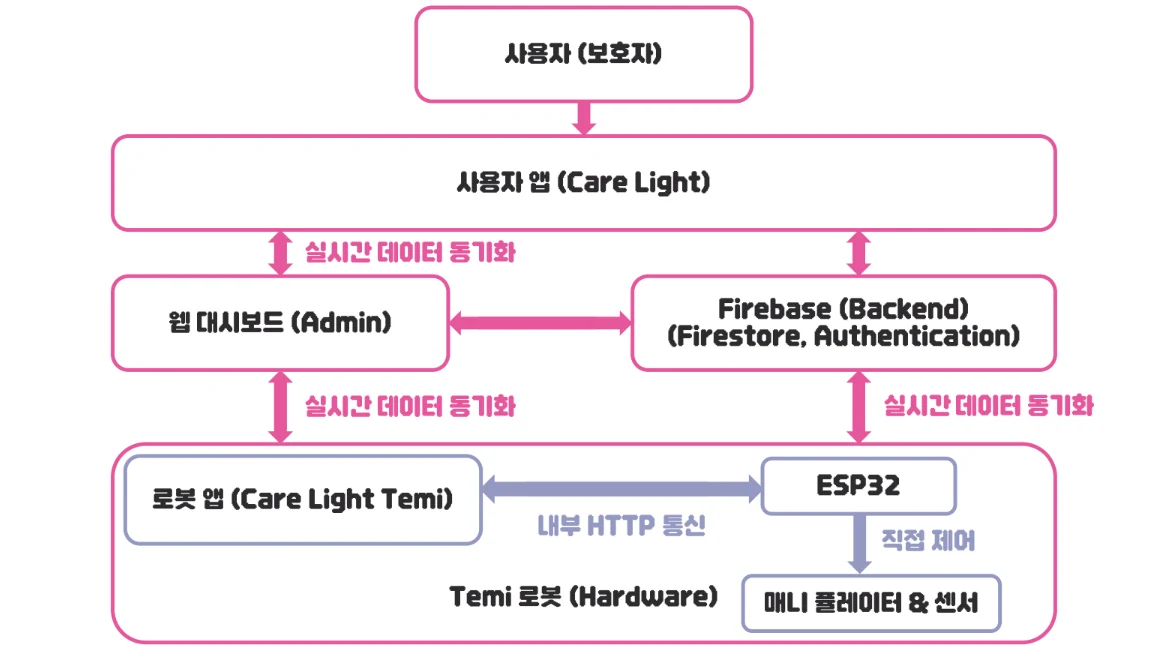 사용자 (보호자)
사용자 앱 (Care Light)
실시간 데이터 동기화
웹 대시보드 (Admin)
Firebase (Backend)
(Firestore, Authentication)
실시간 데이터 동기화
실시간 데이터 동기화
로봇 앱 (Care Light Temi)
ESP32
내부 HTTP 통신
직접 제어
Temi 로봇 (Hardware)
매니 퓰레이터 & 센서